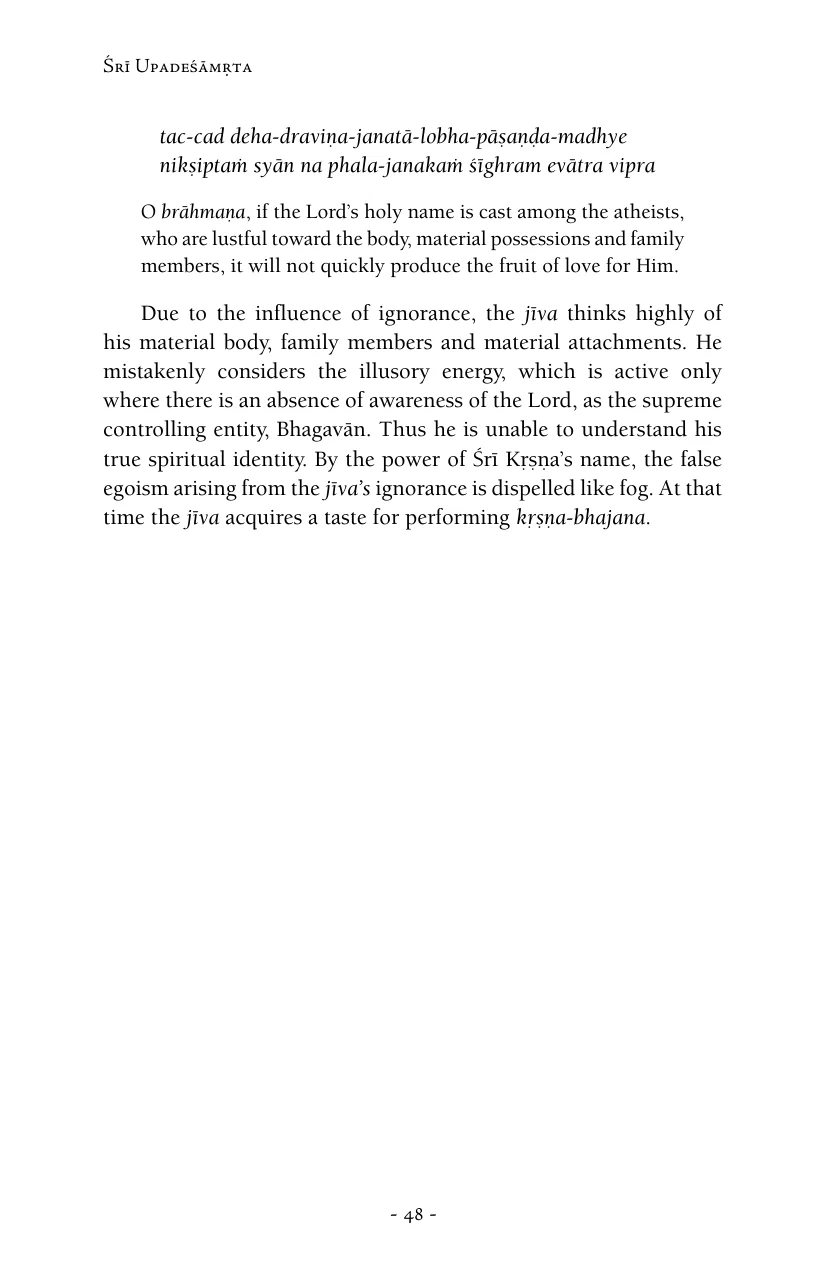 Śrī Upadeśāmṛta
tac-cad deha-draviṇa-janatā-lobha-pāṣaṇḍa-madhye
nikṣiptaṁ syān na phala-janakaṁ śīghram evātra vipra
O brāhmaṇa, if the Lord’s holy name is cast among the atheists,
who are lustful toward the body, material possessions and family
members, it will not quickly produce the fruit of love for Him.
Due to the influence of ignorance, the jīva thinks highly of
his material body, family members and material attachments. He
mistakenly considers the illusory energy, which is active only
where there is an absence of awareness of the Lord, as the supreme
controlling entity, Bhagavān. Thus he is unable to understand his
true spiritual identity. By the power of Śrī Kṛṣṇa’s name, the false
egoism arising from the jīva’s ignorance is dispelled like fog. At that
time the jīva acquires a taste for performing kṛṣṇa-bhajana.
- 48 -